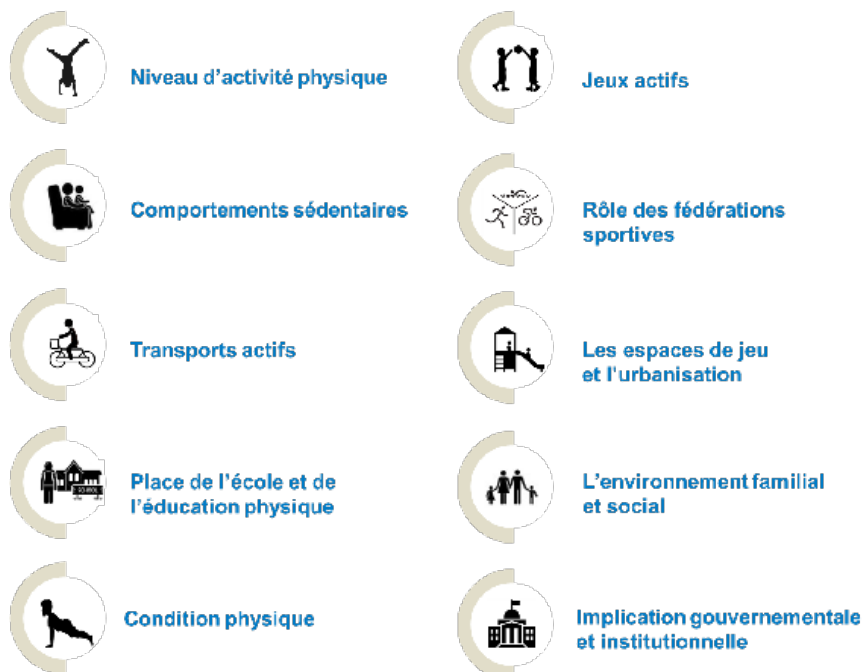 Niveau d'activité physique
Jeux actifs
Comportements sédentaires
Rôle des fédérations
sportives
Transports actifs
Les espaces de jeu
et l'urbanisation
Place de l'école et de
l'éducation physique
L'environnement familial
et social
Condition physique
Implication gouvernementale
et institutionnelle